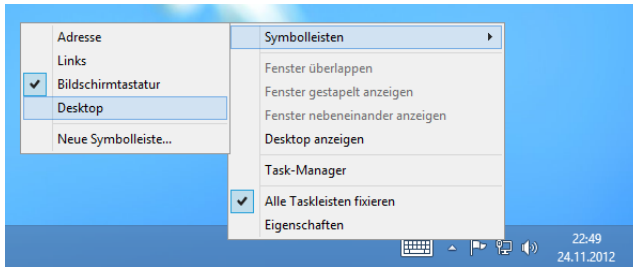 Adresse
Links
Bildschirmtastatur
Desktop
Neue Symbolleiste...
Symbolleisten
Fenster überlappen
Fenster gestapelt anzeigen
Fenster nebeneinander anzeigen
Desktop anzeigen
Task-Manager
Alle Taskleisten fixieren
Eigenschaften
22:49
24.11.2012